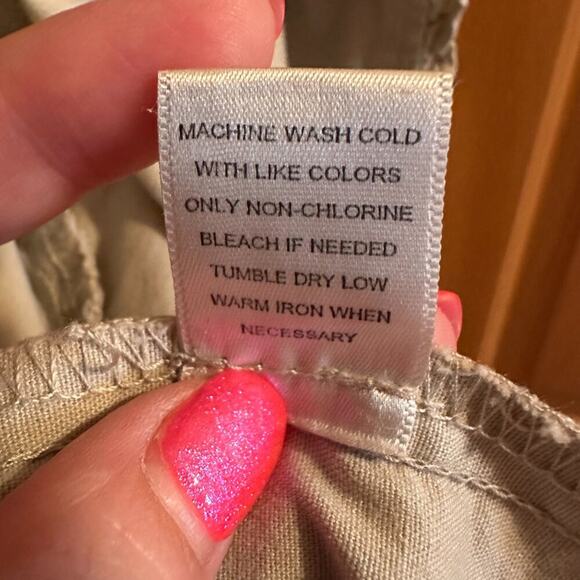 MACHINE WASH COLD
WITH LIKE COLORS
ONLY NON-CHLORINE
BLEACH IF NEEDED
TUMBLE DRY LOW
WARM IRON WHEN
NECESSARY